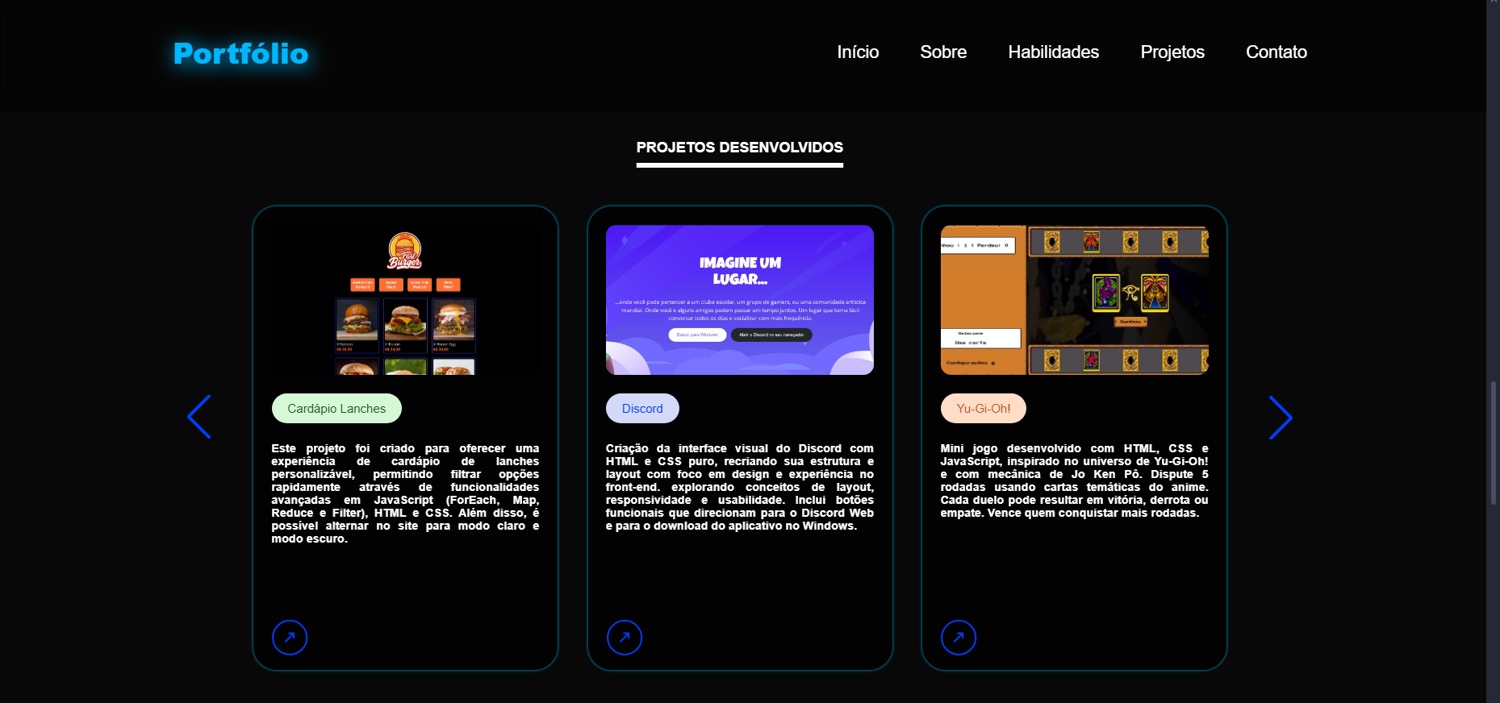 Portfólio
Início Sobre Habilidades Projetos Contato
PROJETOS DESENVOLVIDOS
Fast
Burger
IMAGINE UM
LUGAR...
...onde você pode pertencer a um clube escolar, um grupo de gamers, ou uma comunidade artística
mundial. Onde você e alguns amigos podem passar um tempo juntos. Um lugar que torna fácil
conversar todos os dias e socializar com mais frequência.
Baixar para Windows Abrir o Discord no seu navegador
nhou : 1 | Perdeu: 0
Ganhou
Selecione
Uma carta
Configurações
Cardápio Lanches
Este projeto foi criado para oferecer uma
experiência de cardápio de lanches
personalizável, permitindo filtrar opções
rapidamente através de funcionalidades
avançadas em JavaScript (ForEach, Map,
Reduce e Filter), HTML e CSS. Além disso, é
possível alternar no site para modo claro e
modo escuro.
Discord
Criação da interface visual do Discord com
HTML e CSS puro, recriando sua estrutura e
layout com foco em design e experiência no
front-end. explorando conceitos de layout,
responsividade e usabilidade. Inclui botões
funcionais que direcionam para o Discord Web
e para o download do aplicativo no Windows.
Yu-Gi-Oh!
Mini jogo desenvolvido com HTML, CSS e
JavaScript, inspirado no universo de Yu-Gi-Oh!
e com mecânica de Jo Ken Pô. Dispute 5
rodadas usando cartas temáticas do anime.
Cada duelo pode resultar em vitória, derrota ou
empate. Vence quem conquistar mais rodadas.